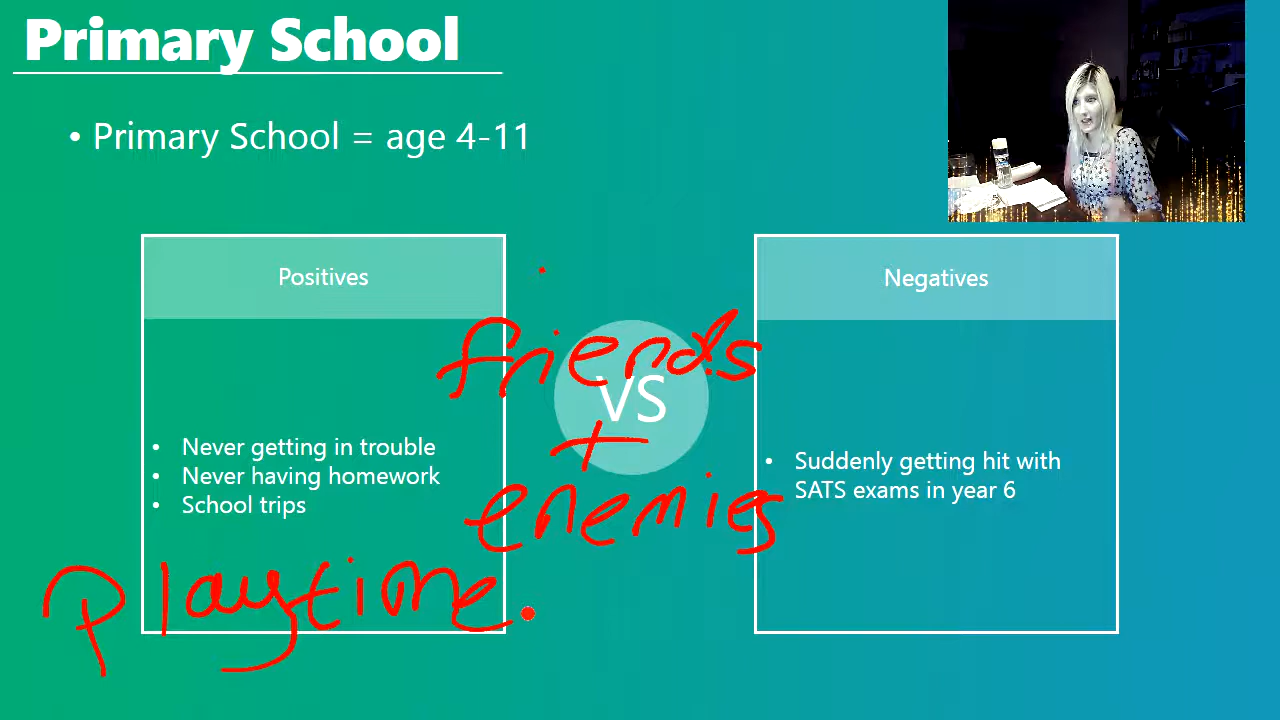 Primary School
• Primary School = age 4-11
Positives
• Never getting in trouble
• Never having homework
• School trips
Playtime.
friends
VS
+
enemies
Negatives
• Suddenly getting hit with
SATS exams in year 6